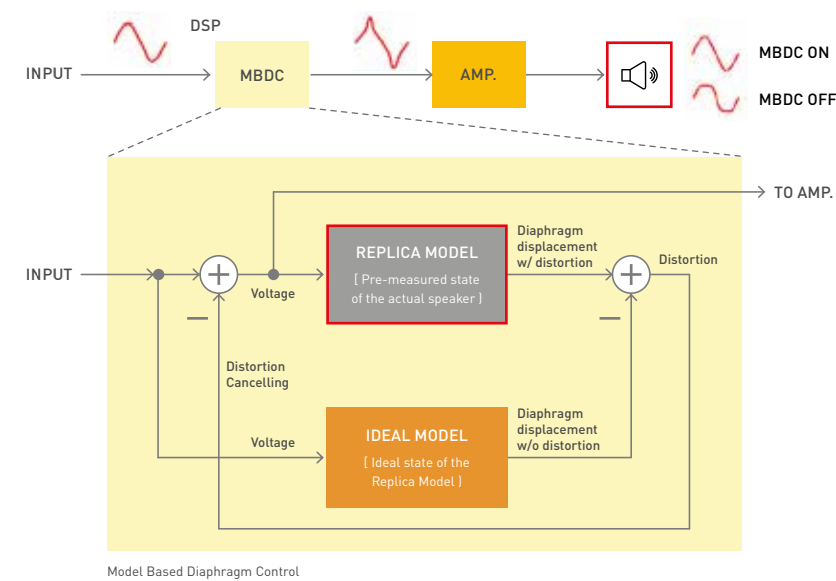 DSP
INPUT
MBDC
AMP.
MBDC ON
MBDC OFF
TO AMP.
INPUT
Voltage
REPLICA MODEL
[ Pre-measured state
of the actual speaker ]
Diaphragm
displacement
w/ distortion
Distortion
Distortion
Cancelling
Voltage
IDEAL MODEL
[ Ideal state of the
Replica Model ]
Diaphragm
displacement
w/o distortion
Model Based Diaphragm Control